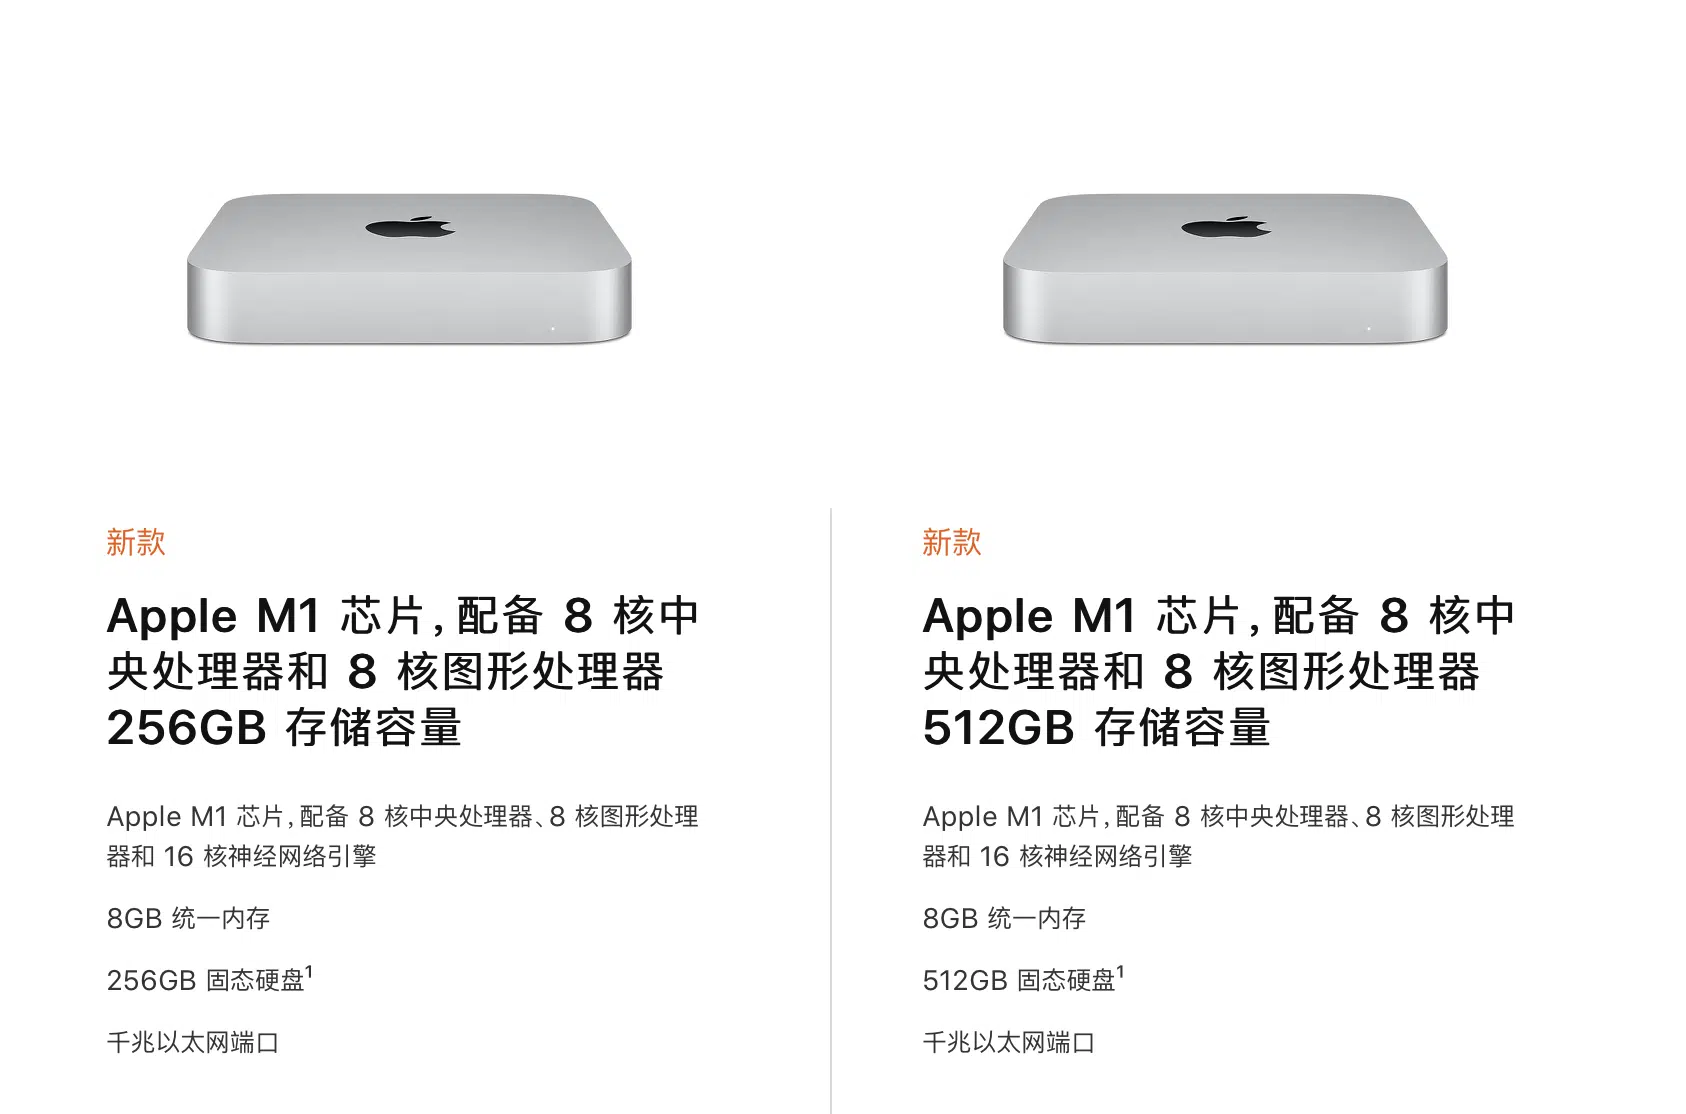 新款
Apple M1 芯片，配备 8 核中
央处理器和 8 核图形处理器
256GB 存储容量
Apple M1 芯片，配备 8 核中央处理器、8 核图形处理
器和 16 核神经网络引擎
8GB 统一内存
256GB 固态硬盘¹
千兆以太网端口
新款
Apple M1 芯片，配备 8 核中
央处理器和 8 核图形处理器
512GB 存储容量
Apple M1 芯片，配备 8 核中央处理器、8 核图形处理
器和 16 核神经网络引擎
8GB 统一内存
512GB 固态硬盘¹
千兆以太网端口